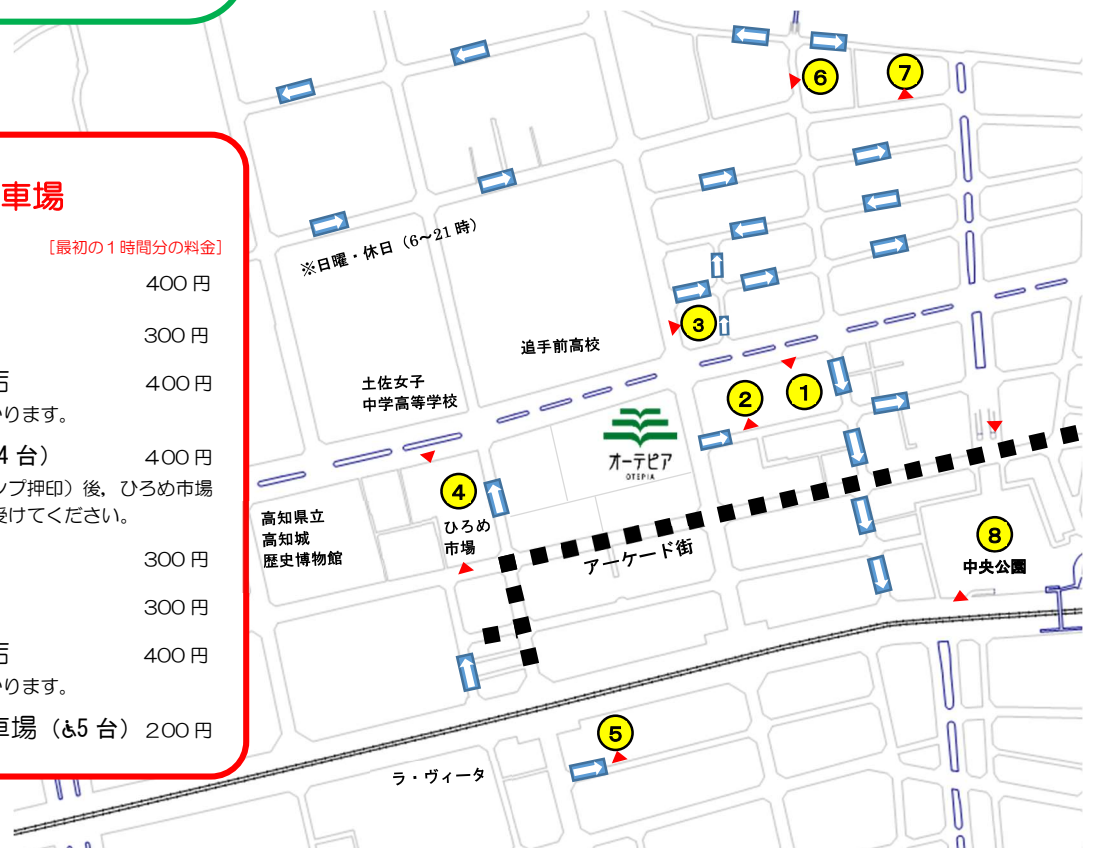 車場
[最初の1時間分の料金]
400円
300円
店 400円
かります。
4台） 400円
ンプ押印）後，ひろめ市場
受けてください。
300円
300円
店 400円
かります。
車場（♿5台） 200円
6
7
※日曜・休日（6〜21時）
3
追手前高校
土佐女子
中学高等学校
1
2
オーテピア
OTEPIA
4
ひろめ
市場
高知県立
高知城
歴史博物館
アーケード街
8
中央公園
5
ラ・ヴィータ